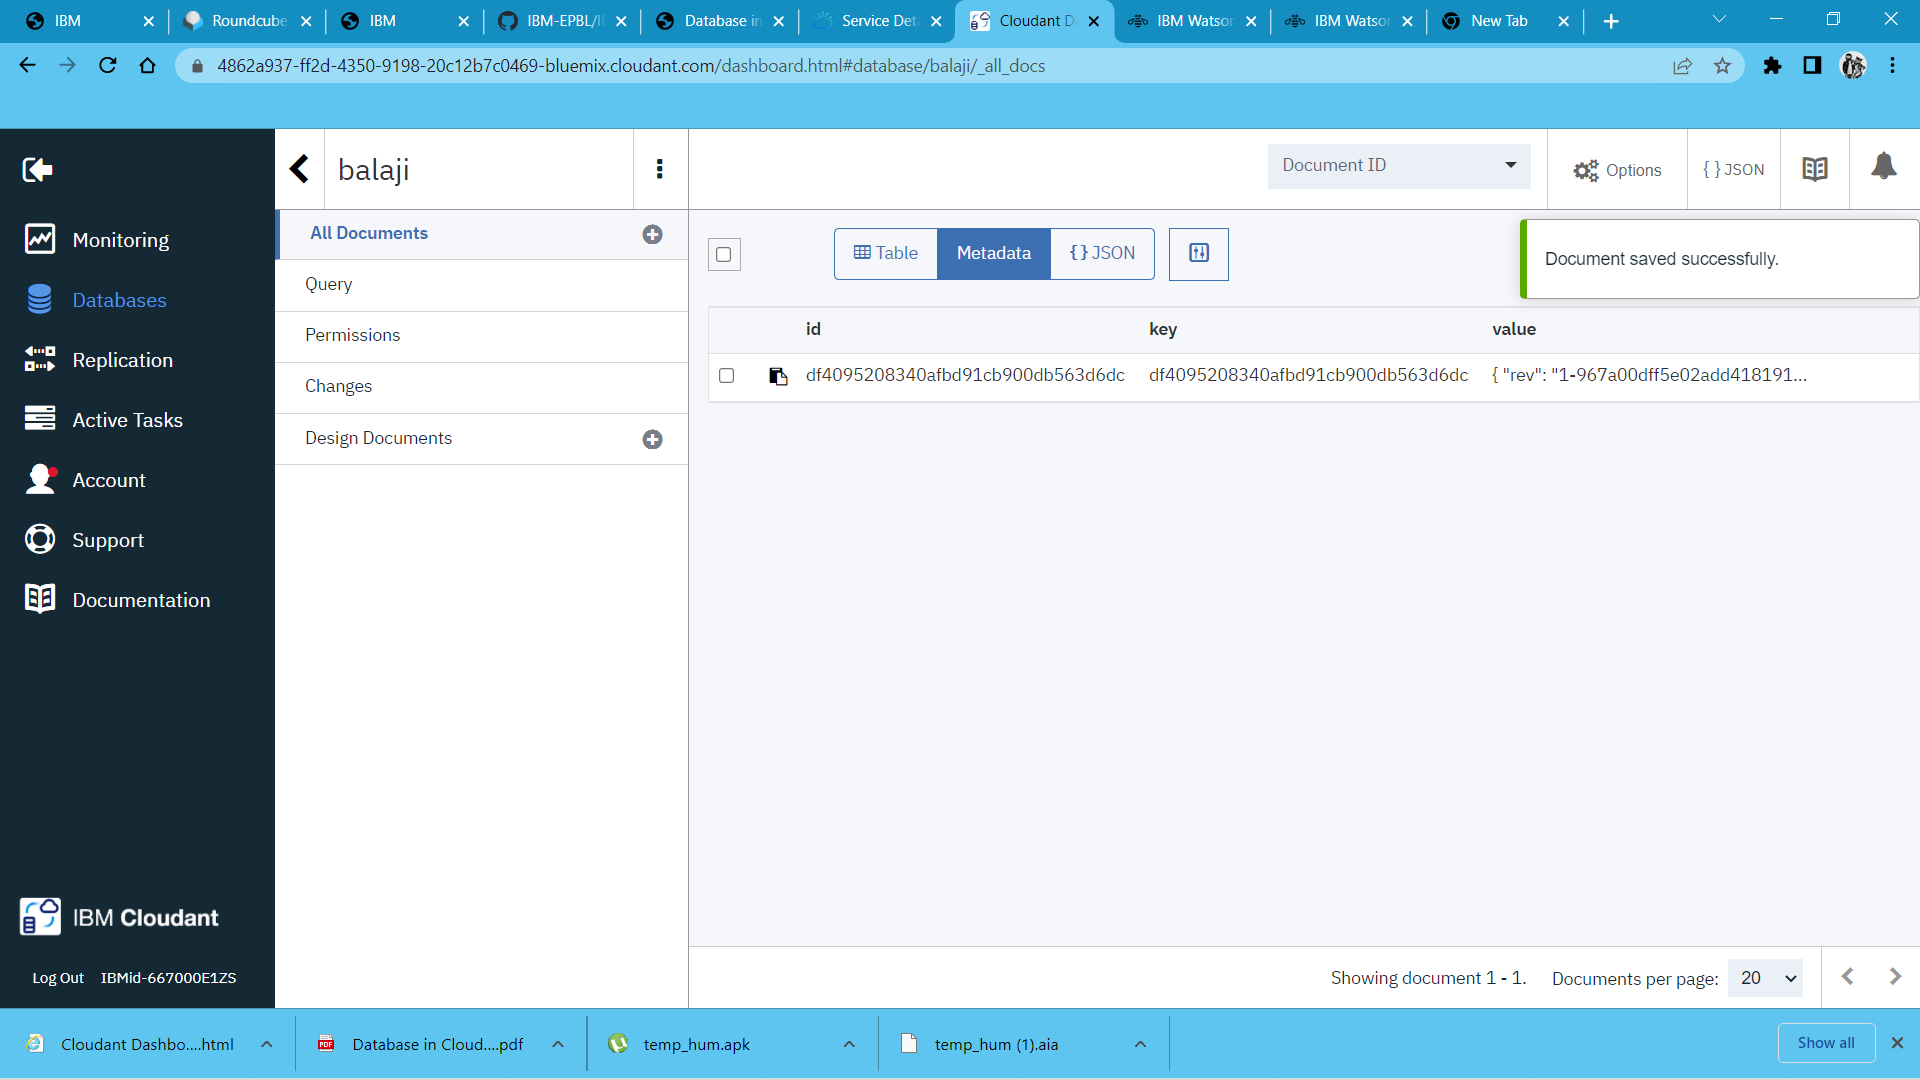 IBM
Roundcube
IBM
IBM-EPBL/I
Database in
Service Det
Cloudant D
IBM Watson
IBM Watson
New Tab
4862a937-ff2d-4350-9198-20c12b7c0469-bluemix.cloudant.com/dashboard.html#database/balaji/_all_docs
balaji
Document ID
Options
{ } JSON
Monitoring
Databases
Replication
Active Tasks
Account
Support
Documentation
All Documents
Query
Permissions
Changes
Design Documents
Table
Metadata
{} JSON
Document saved successfully.
id key value
df4095208340afbd91cb900db563d6dc df4095208340afbd91cb900db563d6dc { "rev": "1-967a00dff5e02add418191...
IBM Cloudant
Log Out IBMid-667000E1ZS
Showing document 1 - 1. Documents per page: 20
Cloudant Dashbo....html
PDF
Database in Cloud....pdf
temp_hum.apk
temp_hum (1).aia
Show all